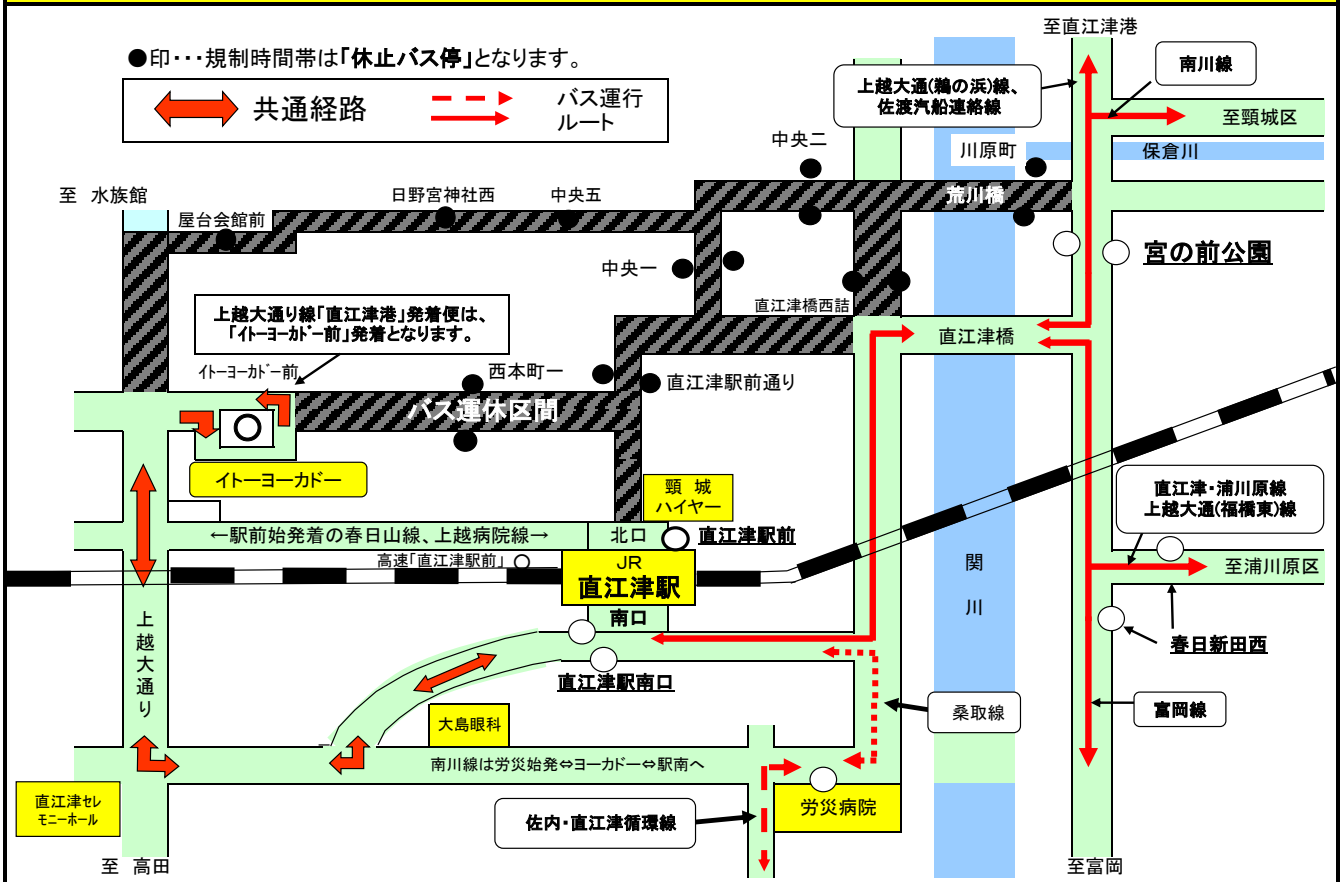 ●印･･･規制時間帯は「休止バス停」となります。
共通経路
バス運行
ルート
至直江津港
南川線
上越大通(鵜の浜)線、
佐渡汽船連絡線
至頸城区
保倉川
川原町
中央二
荒川橋
至 水族館
日野宮神社西
中央五
屋台会館前
中央一
宮の前公園
直江津橋西詰
上越大通り線「直江津港」発着便は、
「イトーヨーカドー前」発着となります。
直江津橋
イトーヨーカドー前
西本町一
直江津駅前通り
バス運休区間
イトーヨーカドー
頸 城
ハイヤー
直江津・浦川原線
上越大通(福橋東)線
←駅前始発着の春日山線、上越病院線→
北口
直江津駅前
高速「直江津駅前」
JR
直江津駅
南口
関
川
至浦川原区
上越大通り
春日新田西
直江津駅南口
大島眼科
桑取線
富岡線
南川線は労災始発⇔ヨーカドー⇔駅南へ
直江津セレ
モニーホール
佐内・直江津循環線
労災病院
至 高田
至富岡